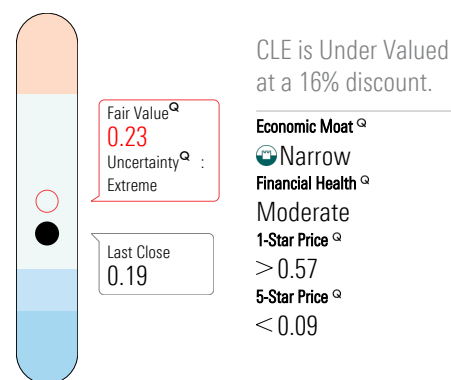 CLE is Under Valued
at a 16% discount.
Fair Value Q
0.23
Uncertainty Q :
Extreme
Last Close
0.19
Economic Moat Q
Narrow
Financial Health Q
Moderate
1-Star Price Q
> 0.57
5-Star Price Q
< 0.09